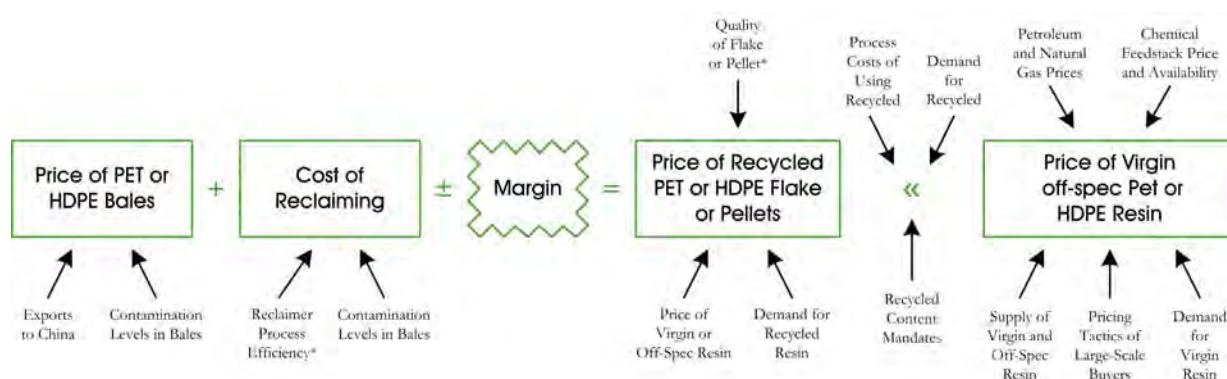 Quality
of Flake
or Pellet*
Process
Costs of
Using
Recycled
Demand
for
Recycled
Petroleum
and Natural
Gas Prices
Chemical
Feedstack Price
and Availability
Price of PET or
HDPE Bales
+
Cost of
Reclaiming
±
Margin
=
Price of Recycled
PET or HDPE Flake
or Pellets
«
Price of Virgin
off-spec Pet or
HDPE Resin
Exports
to China
Contamination
Levels in Bales
Reclaimer
Process
Efficiency*
Contamination
Levels in Bales
Price of
Virgin or
Off-Spec Resin
Demand for
Recycled
Resin
Recycled
Content
Mandates
Supply of
Virgin and
Off-Spec
Resin
Pricing
Tactics of
Large-Scale
Buyers
Demand
for
Virgin
Resin